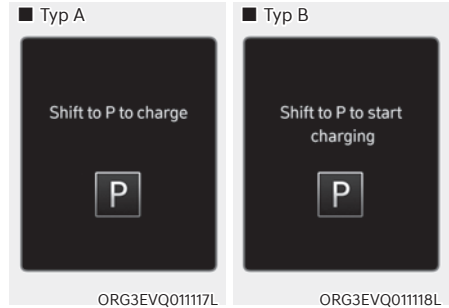 ■ Typ A
Shift to P to charge
P
ORG3EVQ011117L
■ Typ B
Shift to P to start
charging
P
ORG3EVQ011118L